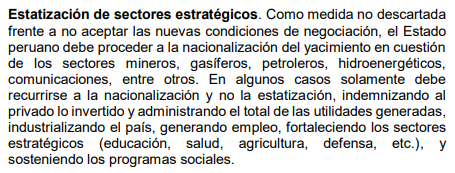 Estatización de sectores estratégicos. Como medida no descartada
frente a no aceptar las nuevas condiciones de negociación, el Estado
peruano debe proceder a la nacionalización del yacimiento en cuestión
de los sectores mineros, gasíferos, petroleros, hidroenergéticos,
comunicaciones, entre otros. En algunos casos solamente debe
recurrirse a la nacionalización y no la estatización, indemnizando al
privado lo invertido y administrando el total de las utilidades generadas,
industrializando el país, generando empleo, fortaleciendo los sectores
estratégicos (educación, salud, agricultura, defensa, etc.), y
sosteniendo los programas sociales.